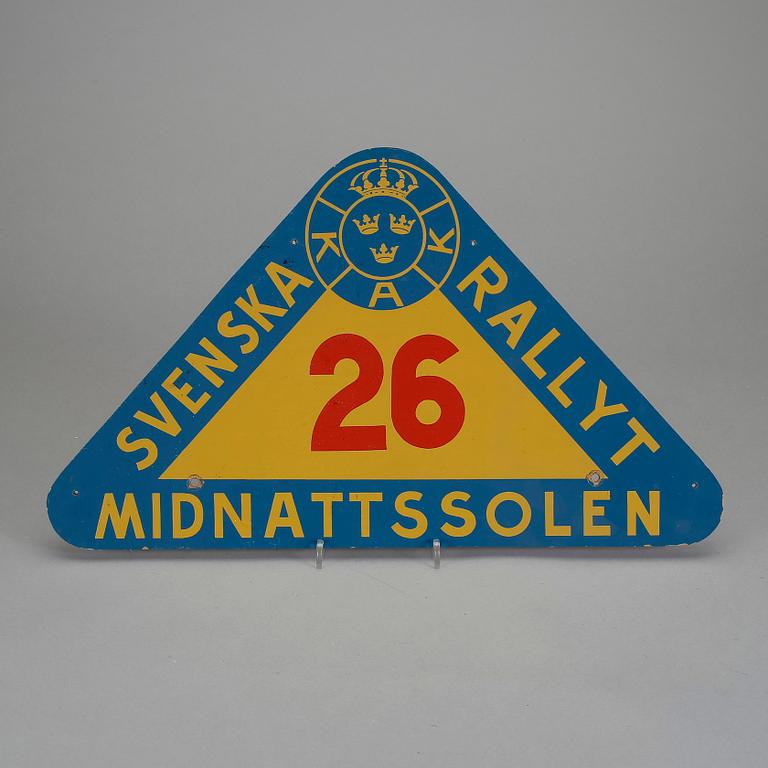 K A K
SVENSKA RALLYT
26
MIDNATTSSOLEN